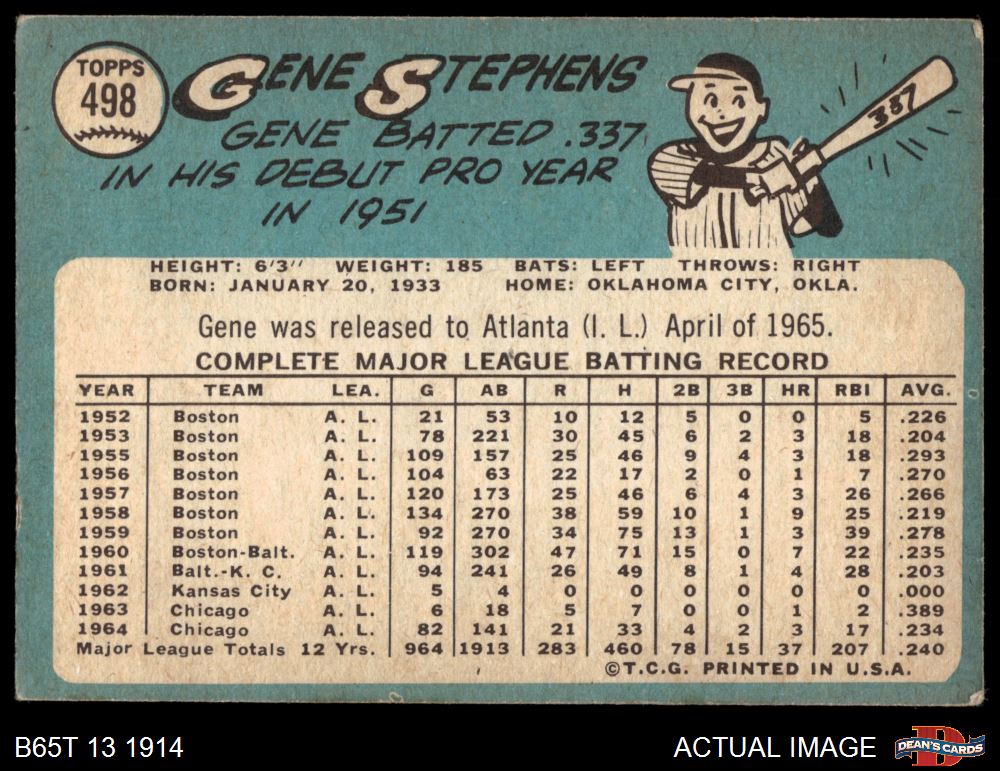 TOPPS
498
GENE STEPHENS
GENE BATTED .337
IN HIS DEBUT PRO YEAR
IN 1951
337
HEIGHT: 6'3" WEIGHT: 185 BATS: LEFT THROWS: RIGHT
BORN: JANUARY 20, 1933 HOME: OKLAHOMA CITY, OKLA.
Gene was released to Atlanta (I. L.) April of 1965.
COMPLETE MAJOR LEAGUE BATTING RECORD
YEAR TEAM LEA. G AB R H 2B 3B HR RBI AVG.
1952 Boston A. L. 21 53 10 12 5 0 0 5 .226
1953 Boston A. L. 78 221 30 45 6 2 3 18 .204
1955 Boston A. L. 109 157 25 46 9 4 3 18 .293
1956 Boston A. L. 104 63 22 17 2 0 1 7 .270
1957 Boston A. L. 120 173 25 46 6 4 3 26 .266
1958 Boston A. L. 134 270 38 59 10 1 9 25 .219
1959 Boston A. L. 92 270 34 75 13 1 3 39 .278
1960 Boston-Balt. A. L. 119 302 47 71 15 0 7 22 .235
1961 Balt.-K. C. A. L. 94 241 26 49 8 1 4 28 .203
1962 Kansas City A. L. 5 4 0 0 0 0 0 0 .000
1963 Chicago A. L. 6 18 5 7 0 0 1 2 .389
1964 Chicago A. L. 82 141 21 33 4 2 3 17 .234
Major League Totals 12 Yrs. 964 1913 283 460 78 15 37 207 .240
©T.C.G. PRINTED IN U.S.A.
B65T 13 1914
ACTUAL IMAGE
D
DEAN'S CARDS